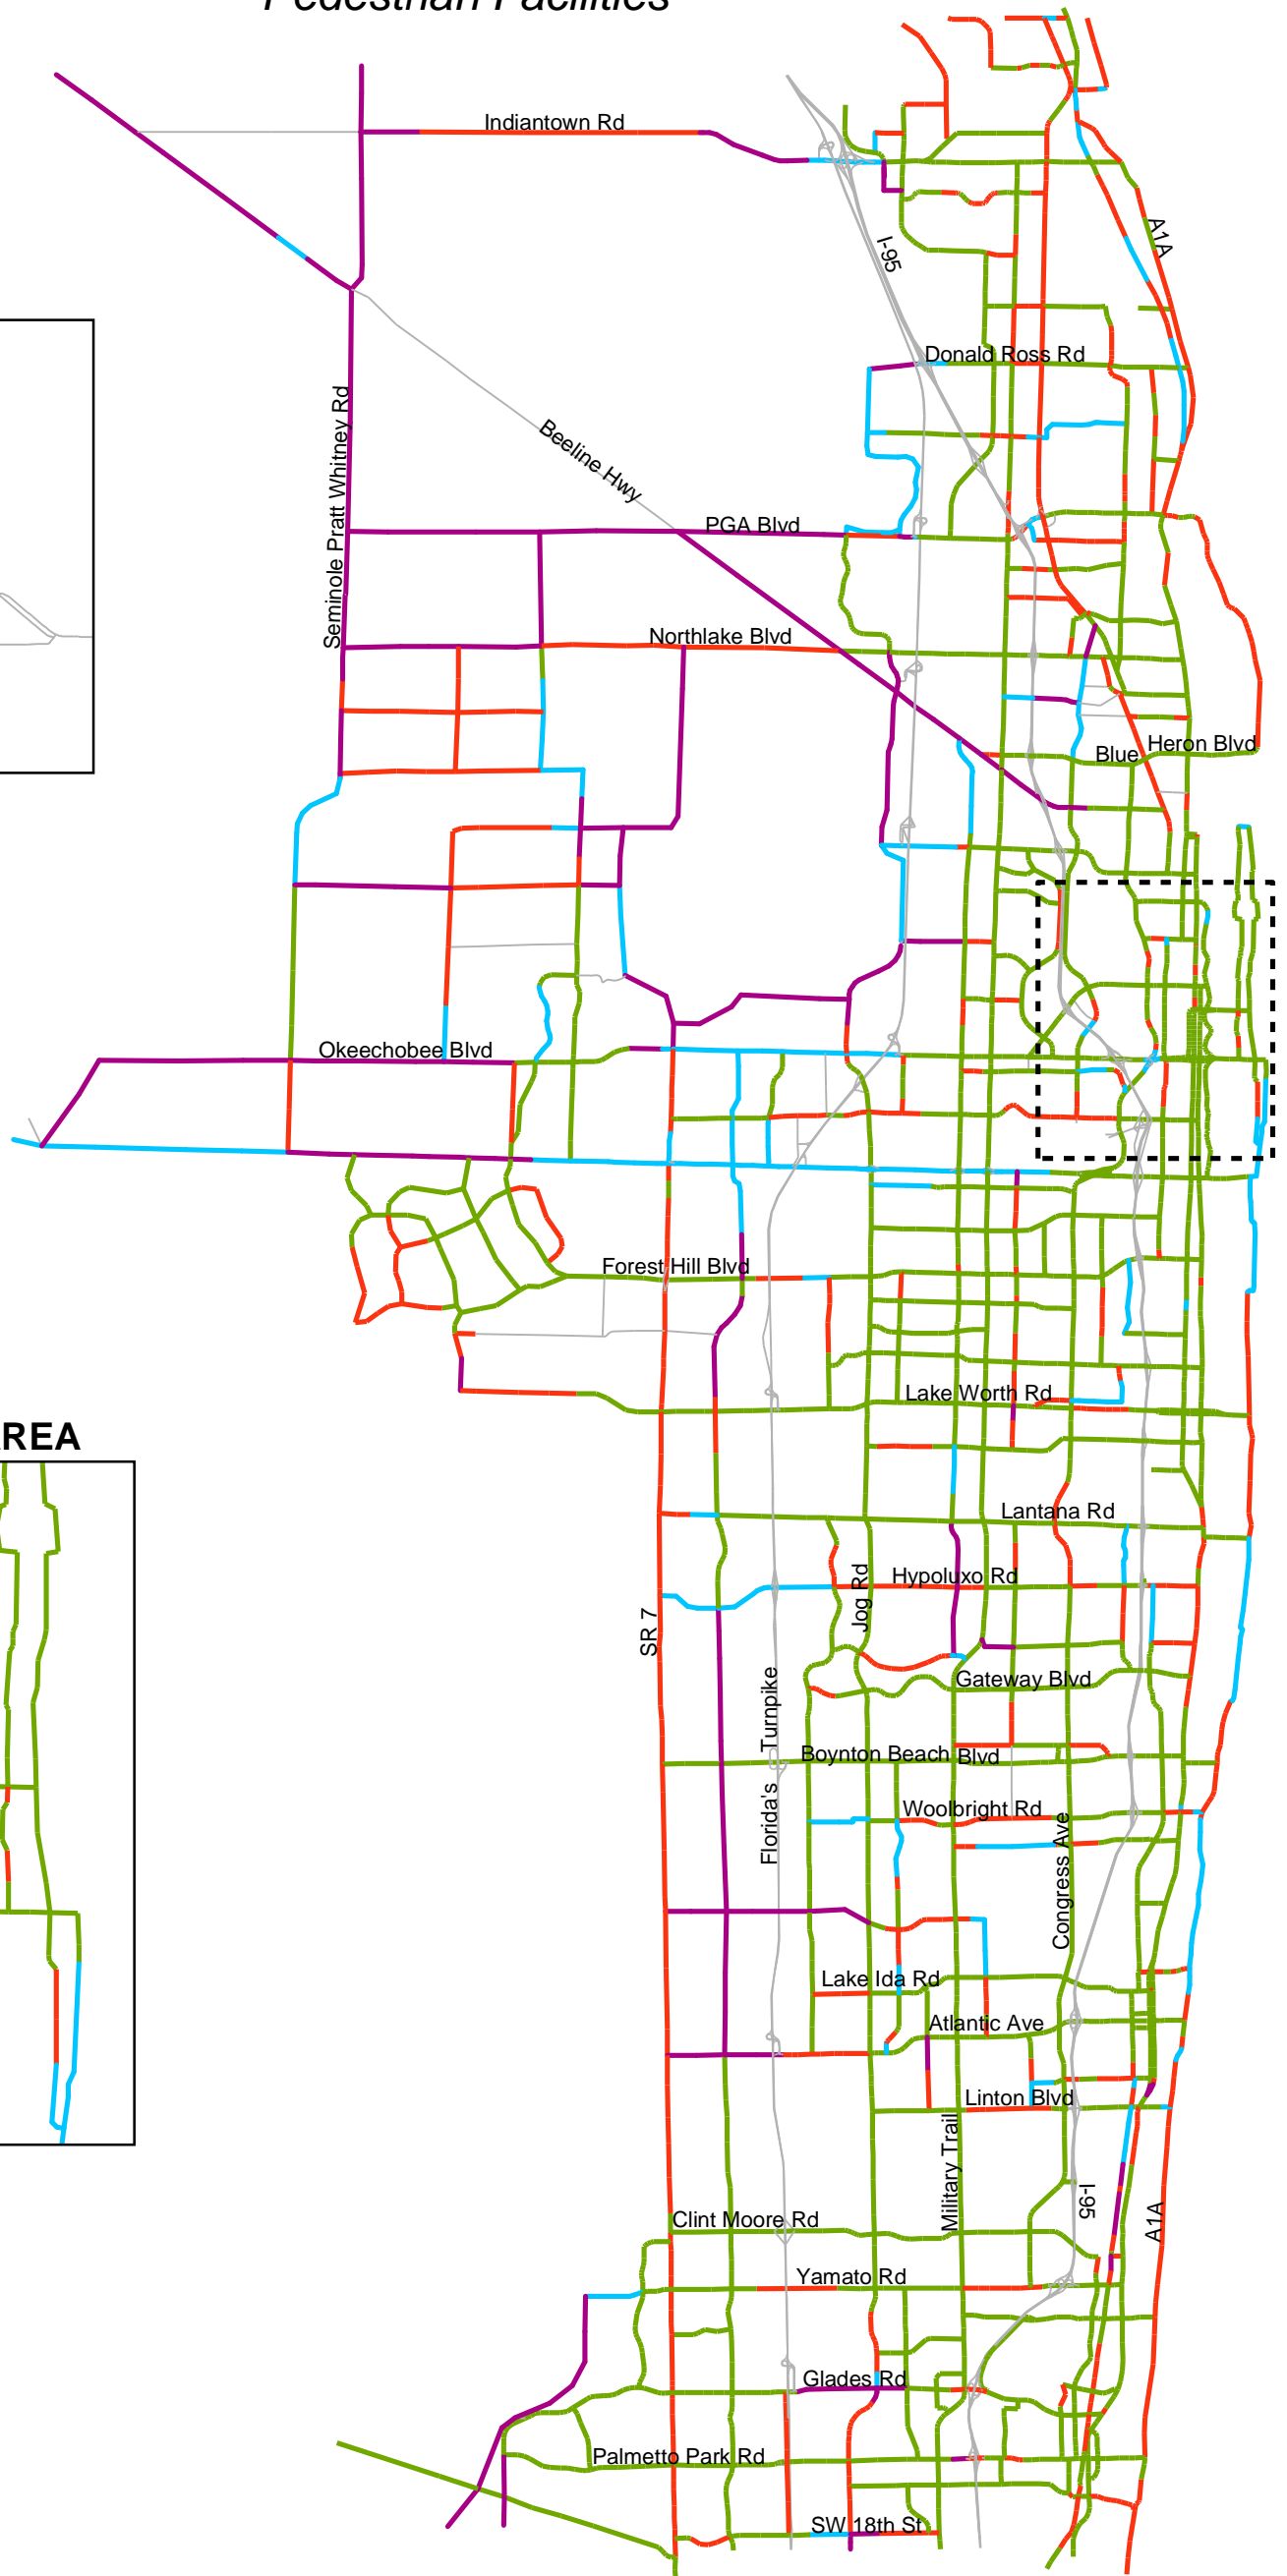 Pedestrian Facilities
Indiantown Rd
A1A
I-95
Donald Ross Rd
Seminole Pratt Whitney Rd
Beeline Hwy
PGA Blvd
Northlake Blvd
Blue Heron Blvd
Okeechobee Blvd
Forest Hill Blvd
Lake Worth Rd
REA
Lantana Rd
Hypoluxo Rd
Jog Rd
SR 7
Gateway Blvd
Florida's Turnpike
Boynton Beach Blvd
Woolbright Rd
Congress Ave
Lake Ida Rd
Atlantic Ave
Linton Blvd
Military Trail
I-95
A1A
Clint Moore Rd
Yamato Rd
Glades Rd
Palmetto Park Rd
SW 18th St